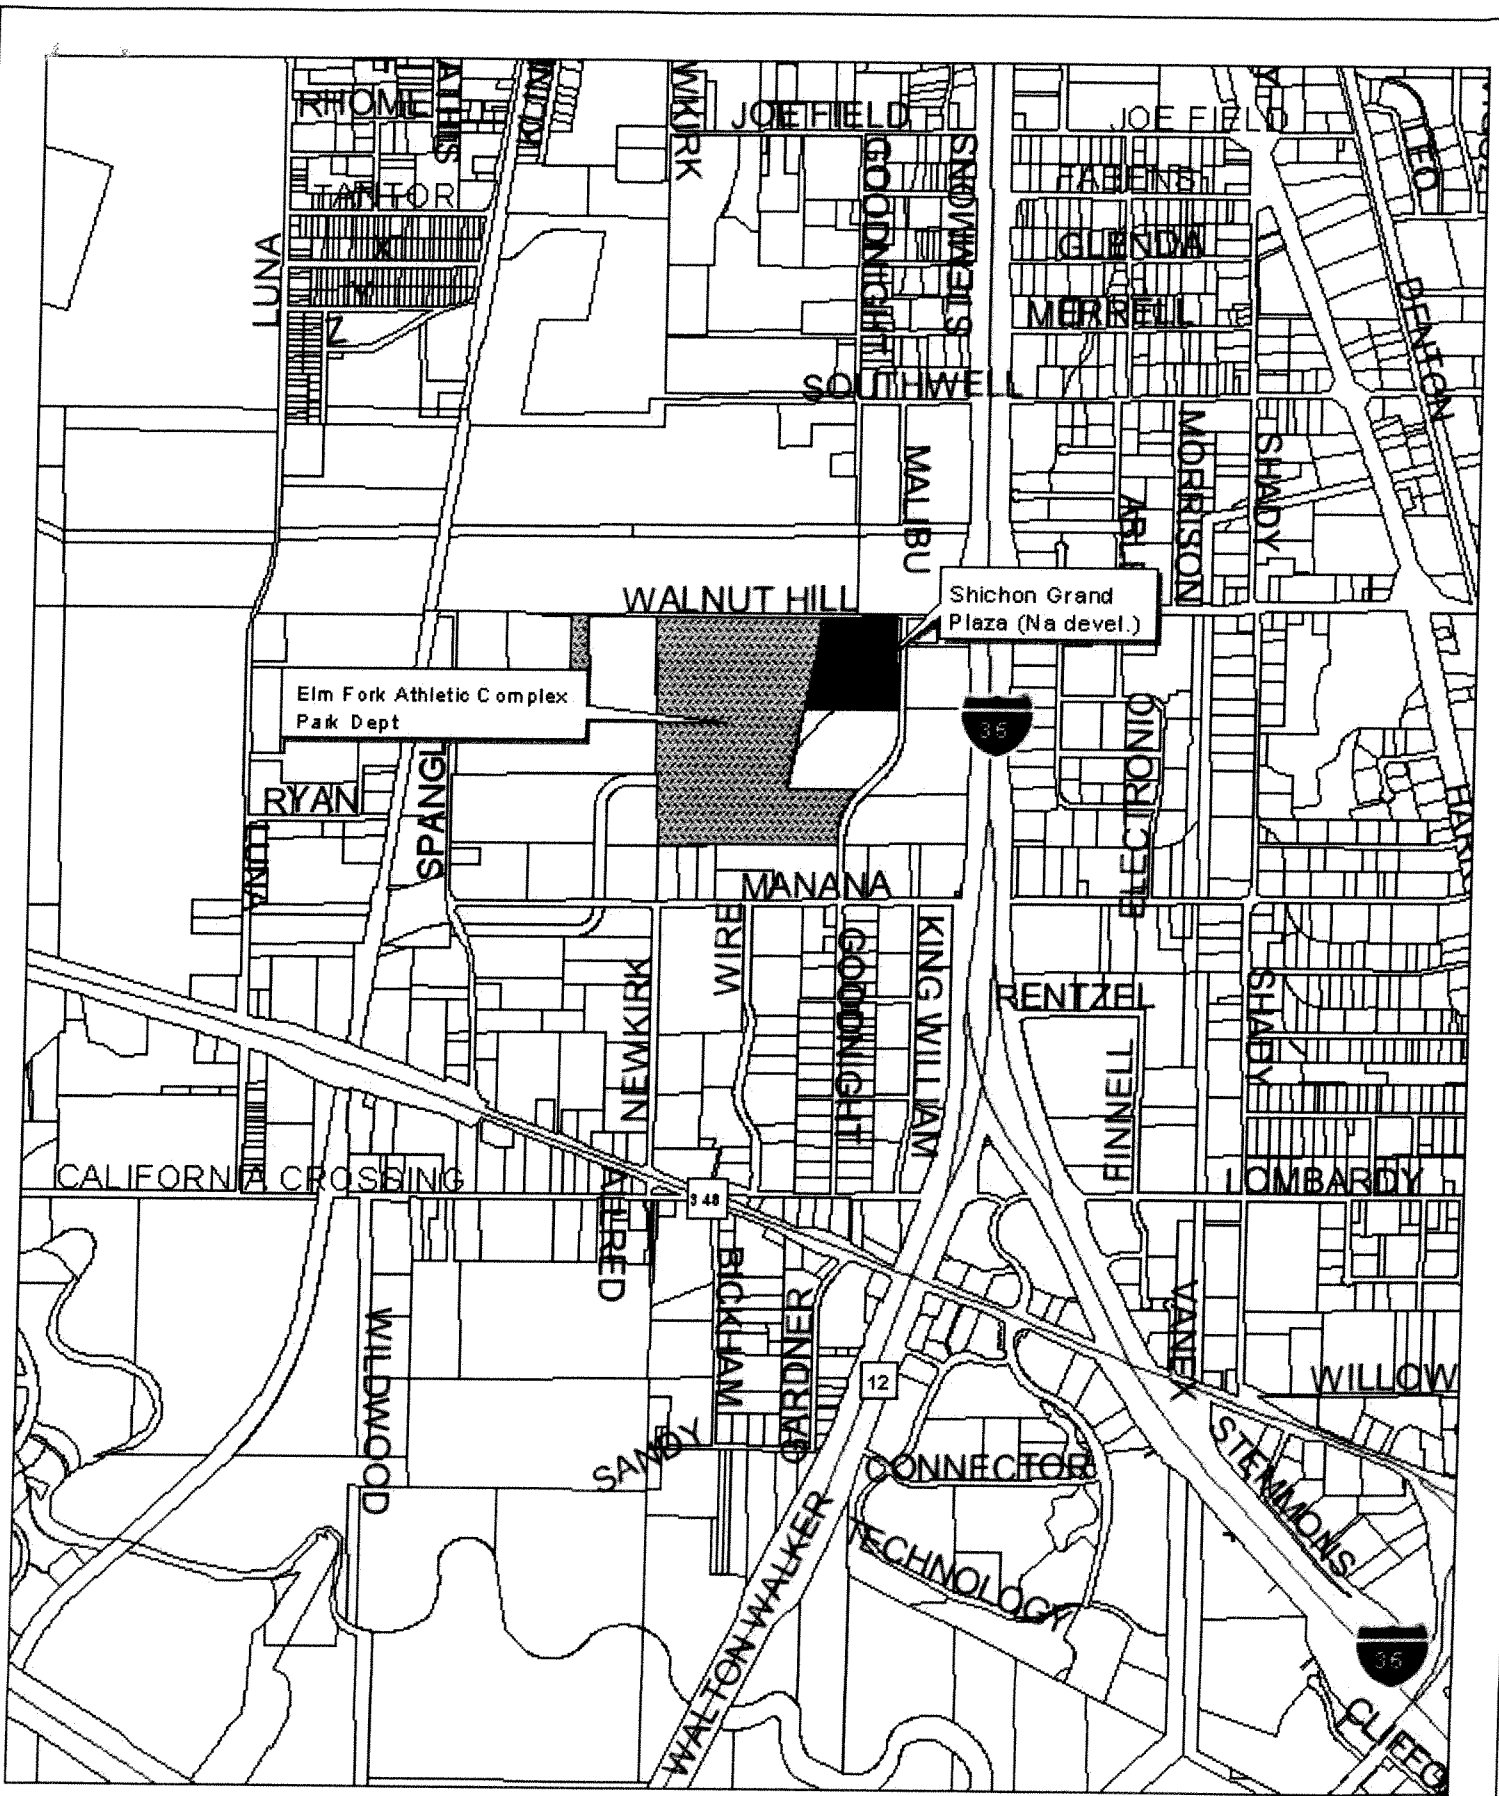 RHOME
JOE FIELD
JOE FIELD
NEWKIRK
GOODNIGHT
STEMMONS
FABENS
TANTOR
X
Y
Z
LUNA
GLENDA
MERRELL
DENTON
SOUTHWELL
MALIBU
MORRISON
SHADY
WALNUT HILL
Shichon Grand
Plaza (Na devel.)
Elm Fork Athletic Complex
Park Dept
35
ELECTRONIC
RYAN
SPANGL
LUNA
HARR
MANANA
WIRE
GOODNIGHT
KING WILLIAM
NEWKIRK
RENTZEL
SHADY
FINNELL
CALIFORNIA CROSSING
348
LOMBARDY
ALLRED
BICKHAM
GARDNER
WILDWOOD
VANEX
12
WILLOW
SANDY
CONNECTOR
STEMMONS
TECHNOLOGY
WALTON WALKER
35